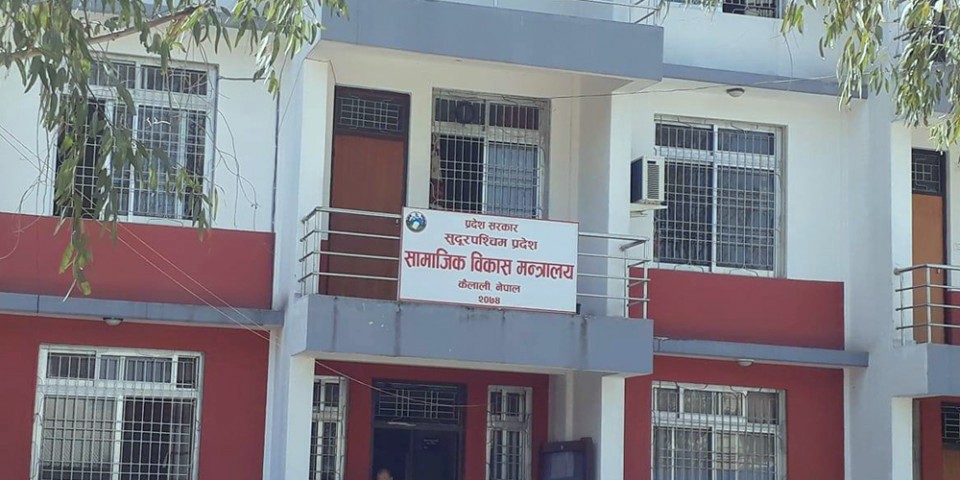 प्रदेश सरकार
सुदूरपश्चिम प्रदेश
सामाजिक विकास मन्त्रालय
कैलाली, नेपाल
२०७४